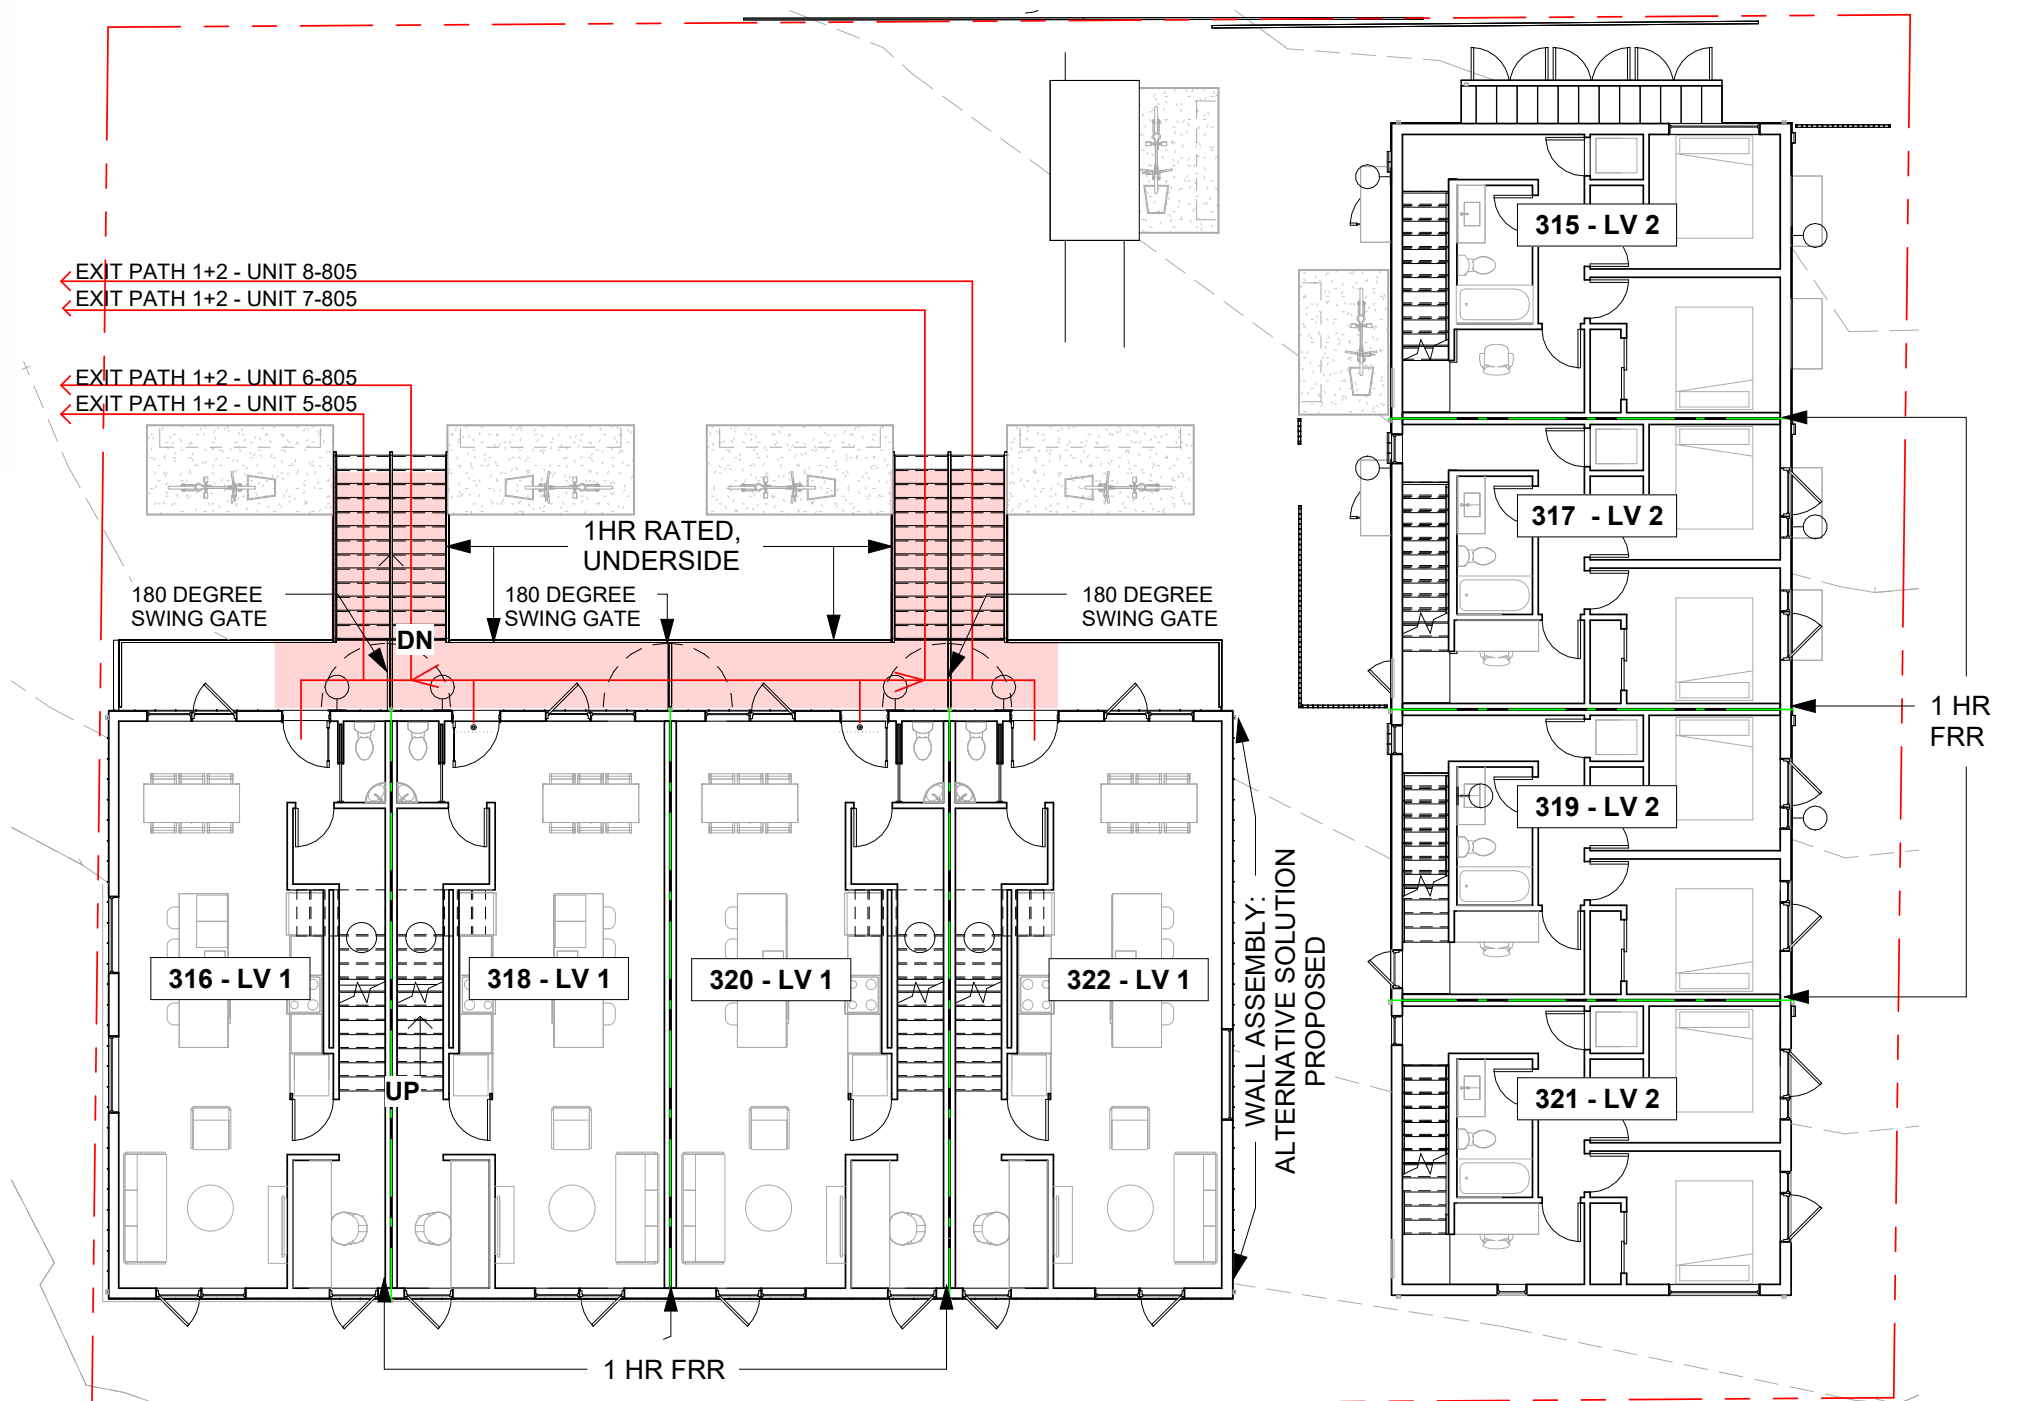 315 - LV 2
EXIT PATH 1+2 - UNIT 8-805
EXIT PATH 1+2 - UNIT 7-805
EXIT PATH 1+2 - UNIT 6-805
EXIT PATH 1+2 - UNIT 5-805
317 - LV 2
1HR RATED,
UNDERSIDE
180 DEGREE
SWING GATE
180 DEGREE
SWING GATE
180 DEGREE
SWING GATE
DN
1 HR
FRR
319 - LV 2
316 - LV 1
318 - LV 1
320 - LV 1
322 - LV 1
WALL ASSEMBLY:
ALTERNATIVE SOLUTION
PROPOSED
UP
321 - LV 2
1 HR FRR